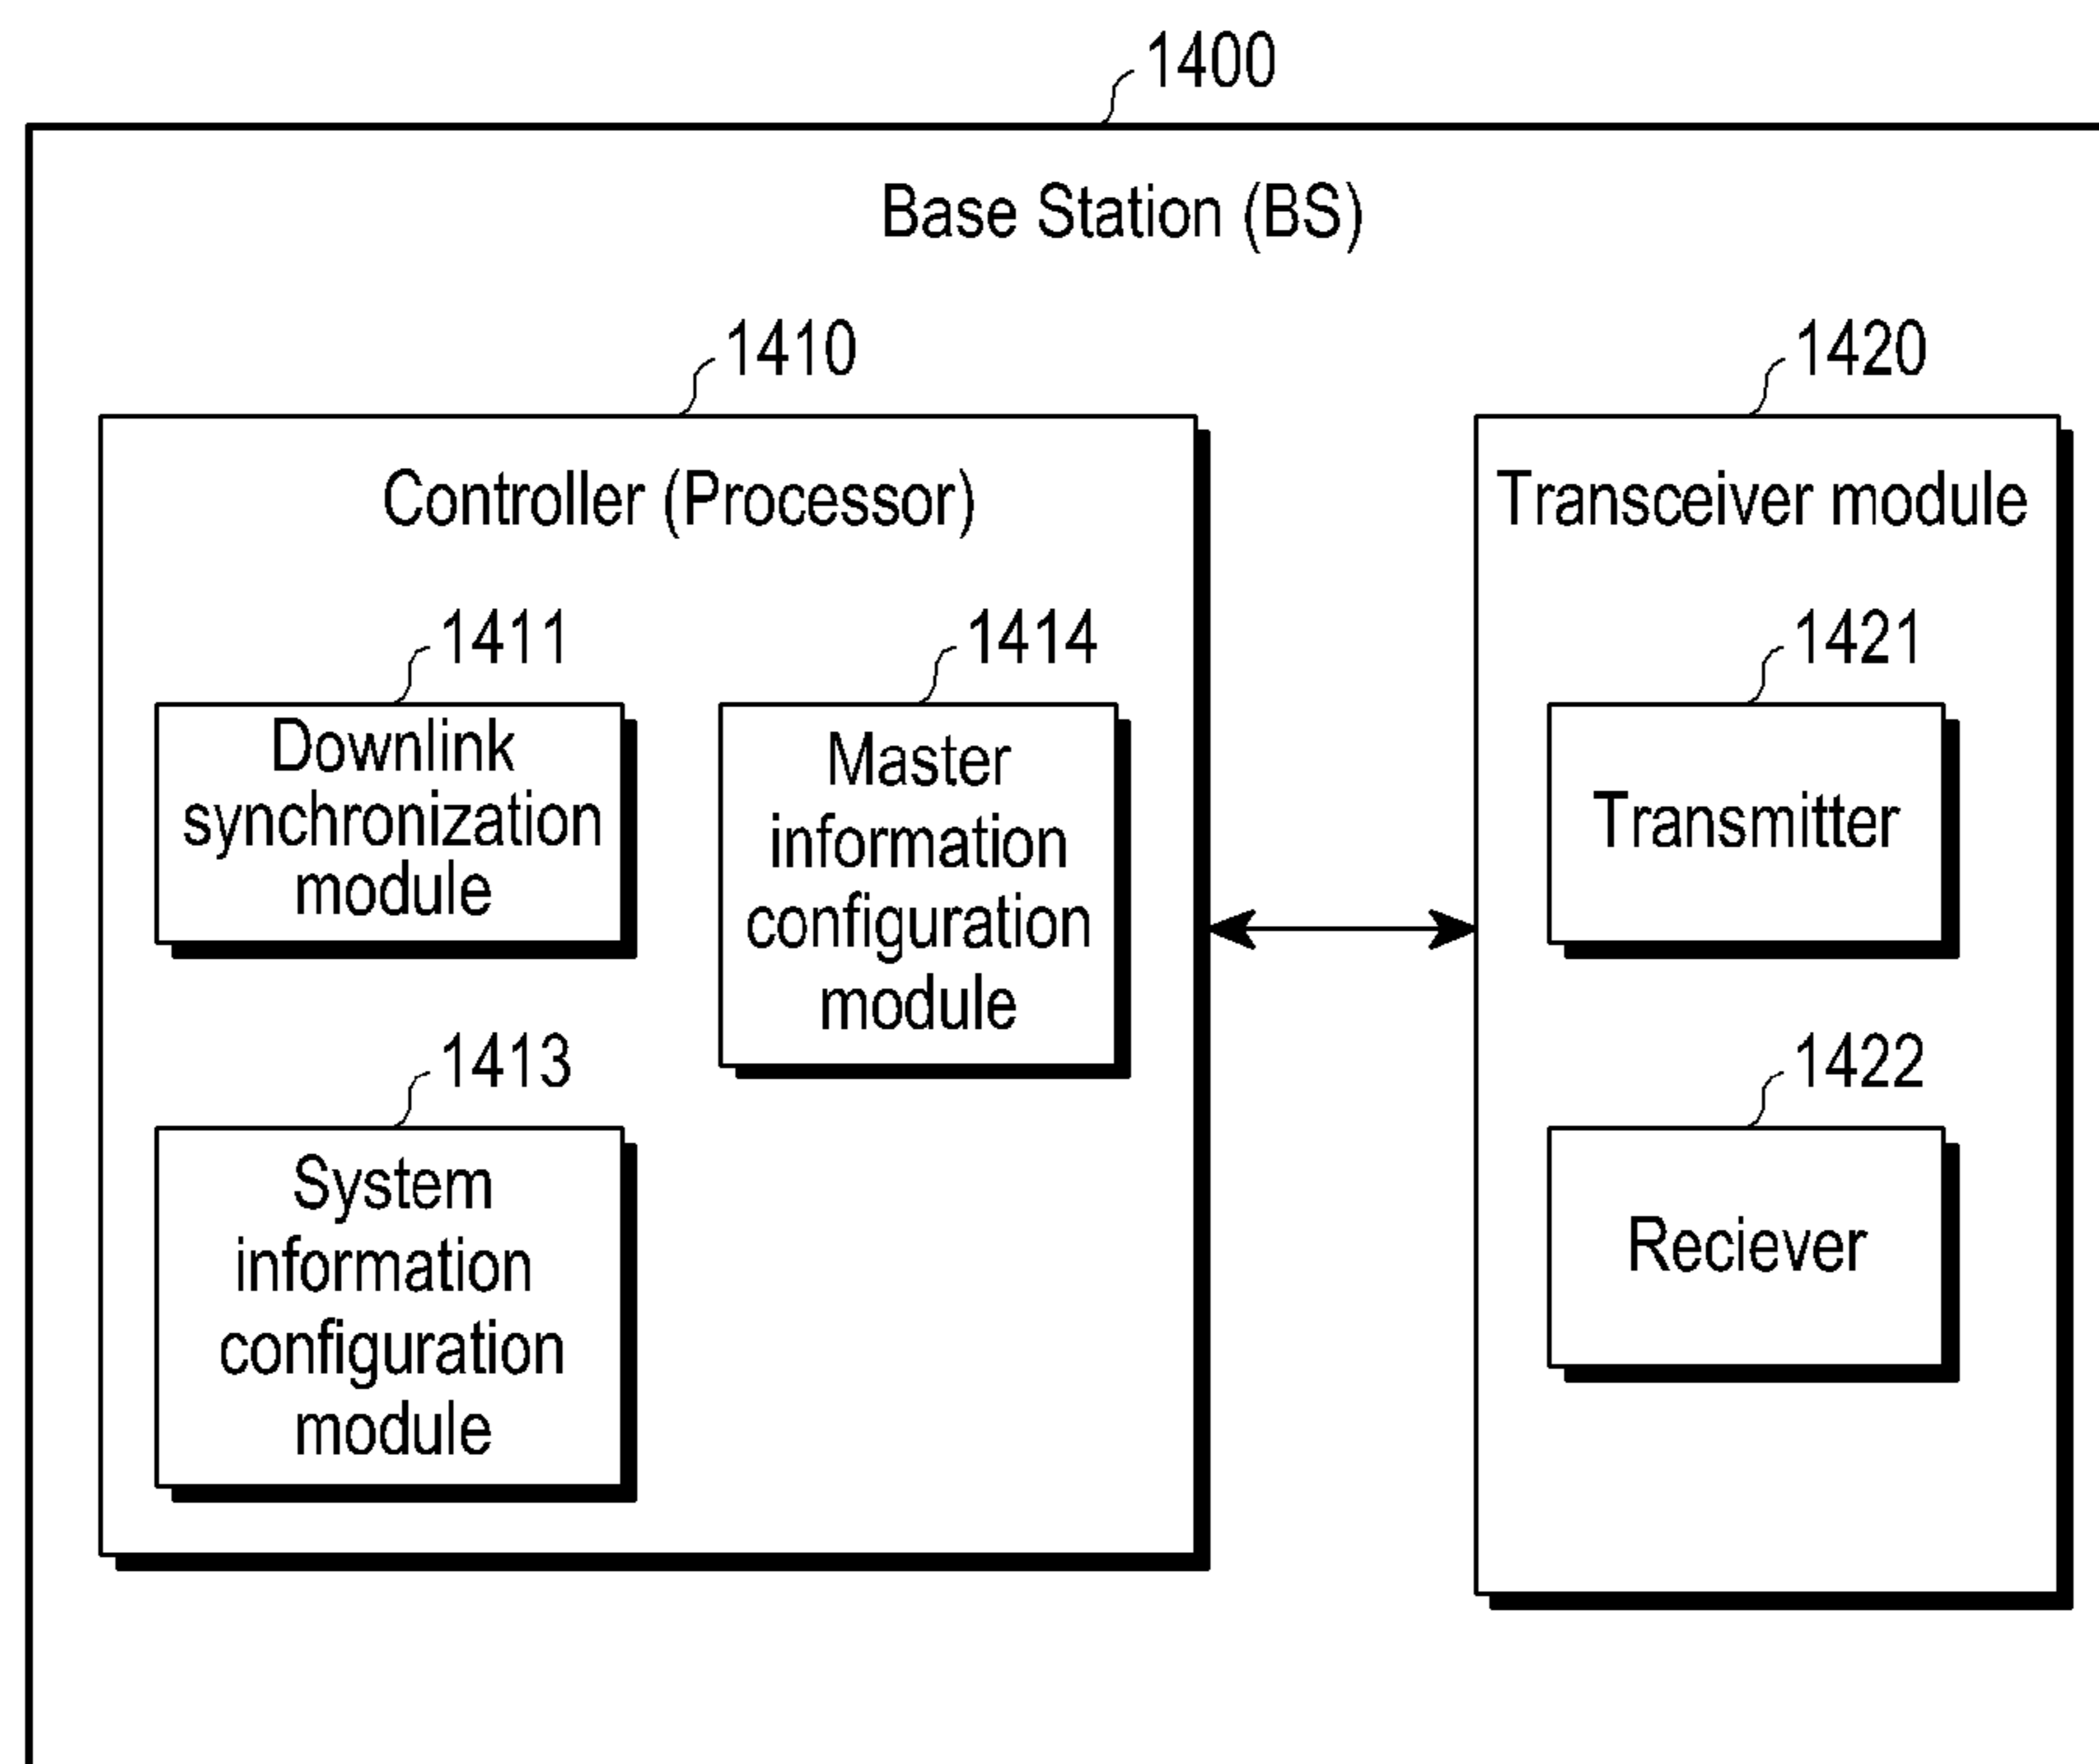 1400
Base Station (BS)
1410
Controller (Processor)
1411
Downlink
synchronization
module
1414
Master
information
configuration
module
1413
System
information
configuration
module
1420
Transceiver module
1421
Transmitter
1422
Reciever